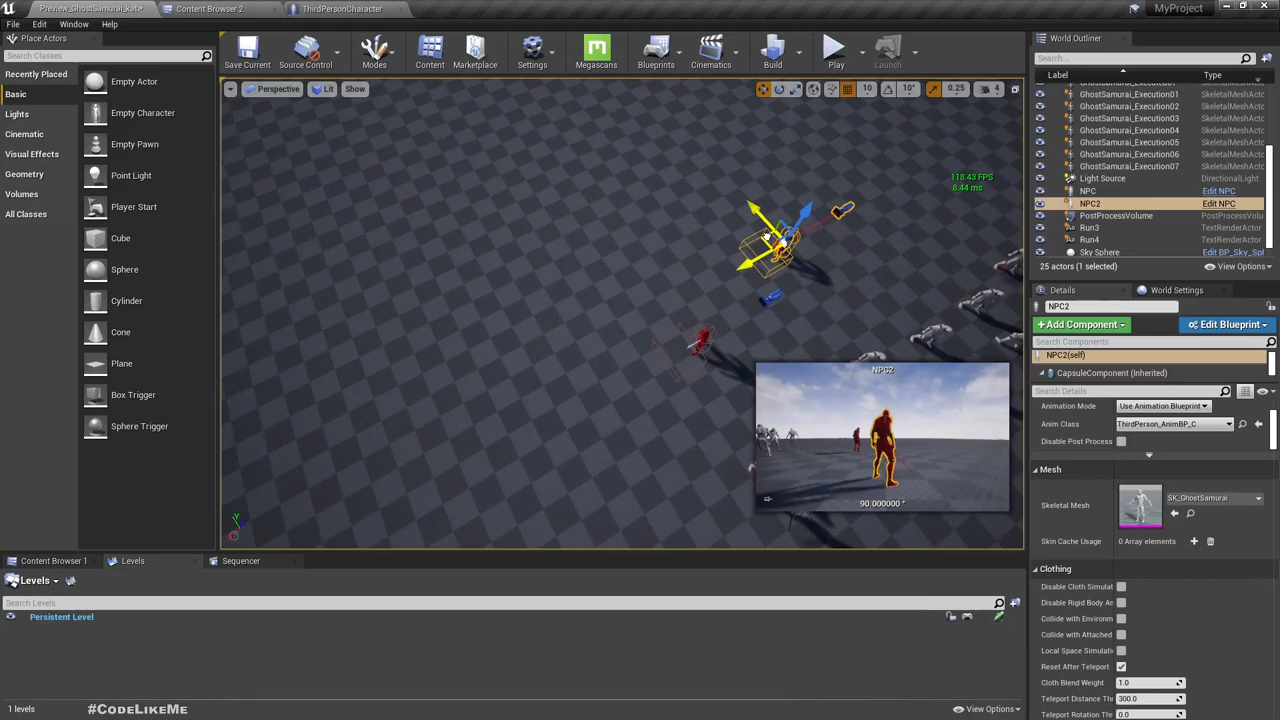 Preview_GhostSamurai_kat
Content Browser 2
ThirdPersonCharacter
MyProject
File
Edit
Window
Help
Place Actors
Search Classes
Recently Placed
Basic
Lights
Cinematic
Visual Effects
Geometry
Volumes
All Classes
Empty Actor
Empty Character
Empty Pawn
Point Light
Player Start
Cube
Sphere
Cylinder
Cone
Plane
Box Trigger
Sphere Trigger
Save Current
Source Control
Modes
Content
Marketplace
Settings
Megascans
Blueprints
Cinematics
Build
Play
Launch
Perspective
Lit
Show
10
10°
0.25
4
118.43 FPS
8.44 ms
NPC2
90.000000 °
World Outliner
Search...
Label
Type
GhostSamurai_Execution01
SkeletalMeshActo
GhostSamurai_Execution02
SkeletalMeshActo
GhostSamurai_Execution03
SkeletalMeshActo
GhostSamurai_Execution04
SkeletalMeshActo
GhostSamurai_Execution05
SkeletalMeshActo
GhostSamurai_Execution06
SkeletalMeshActo
GhostSamurai_Execution07
SkeletalMeshActo
Light Source
DirectionalLight
NPC
Edit NPC
NPC2
Edit NPC
PostProcessVolume
PostProcessVolu
Run3
TextRenderActor
Run4
TextRenderActor
Sky Sphere
Edit BP_Sky_Spl
25 actors (1 selected)
View Options
Details
World Settings
NPC2
+Add Component
Edit Blueprint
Search Components
NPC2(self)
CapsuleComponent (Inherited)
Search Details
Animation Mode
Use Animation Blueprint
Anim Class
ThirdPerson_AnimBP_C
Disable Post Process
Mesh
Skeletal Mesh
SK_GhostSamurai
Skin Cache Usage
0 Array elements
Clothing
Disable Cloth Simulat
Disable Rigid Body An
Collide with Environm
Collide with Attached
Local Space Simulati
Reset After Teleport
Cloth Blend Weight
1.0
Teleport Distance Thr
300.0
Teleport Rotation Thr
0.0
Content Browser 1
Levels
Sequencer
Levels
Search Levels
Persistent Level
1 levels
#CodeLikeMe
View Options